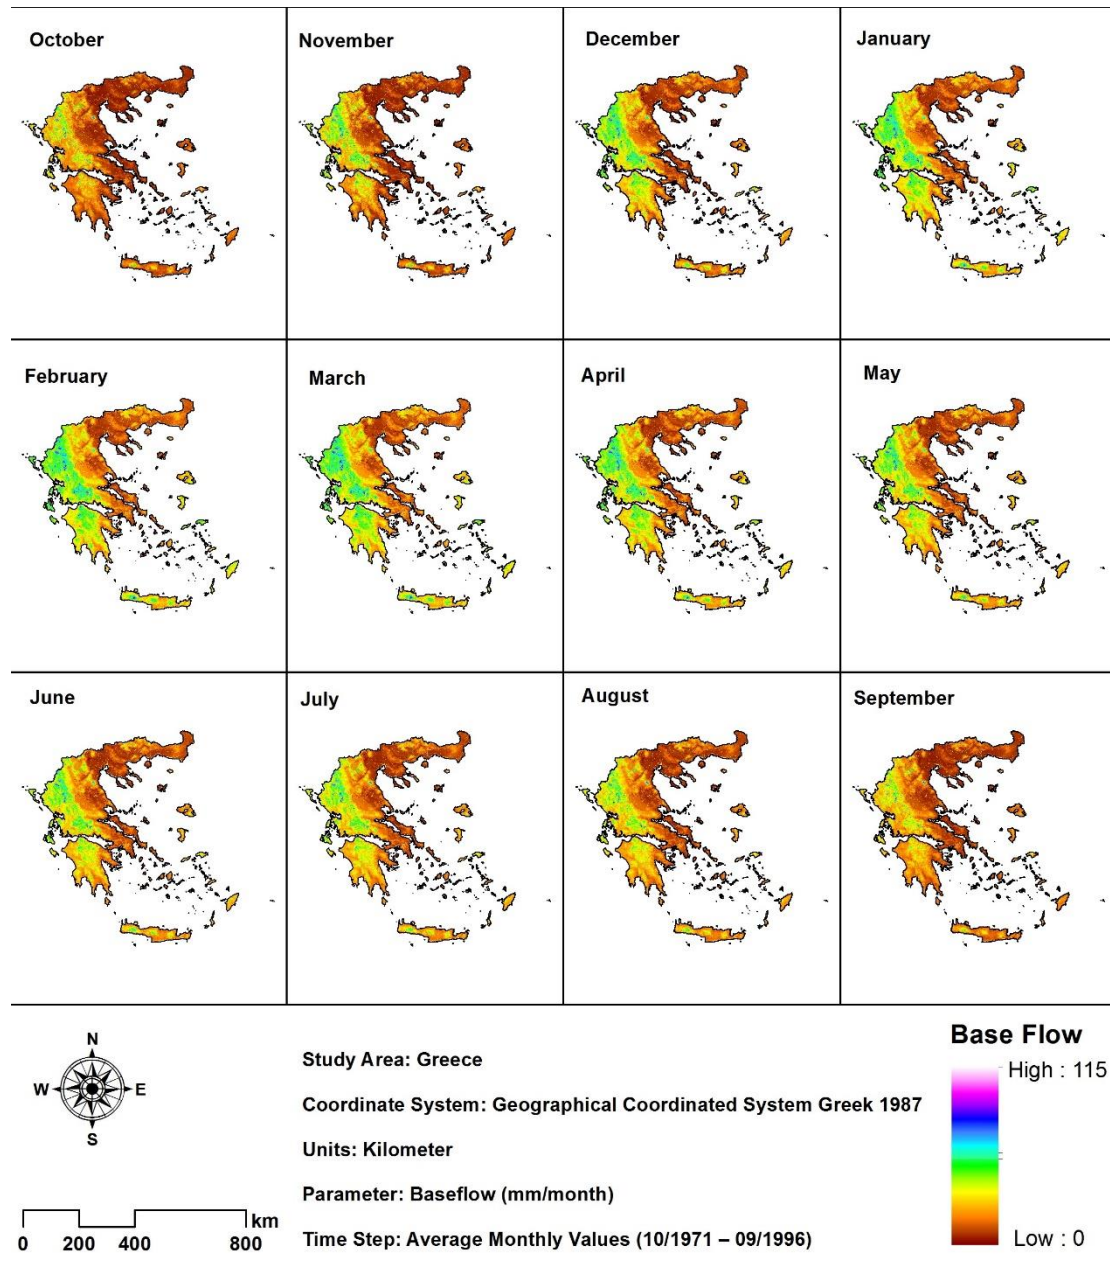 October
November
December
January
February
March
April
May
June
July
August
September
N
W
E
S
km
0
200
400
800
Study Area: Greece
Coordinate System: Geographical Coordinated System Greek 1987
Units: Kilometer
Parameter: Baseflow (mm/month)
Time Step: Average Monthly Values (10/1971 – 09/1996)
Base Flow
High : 115
Low : 0